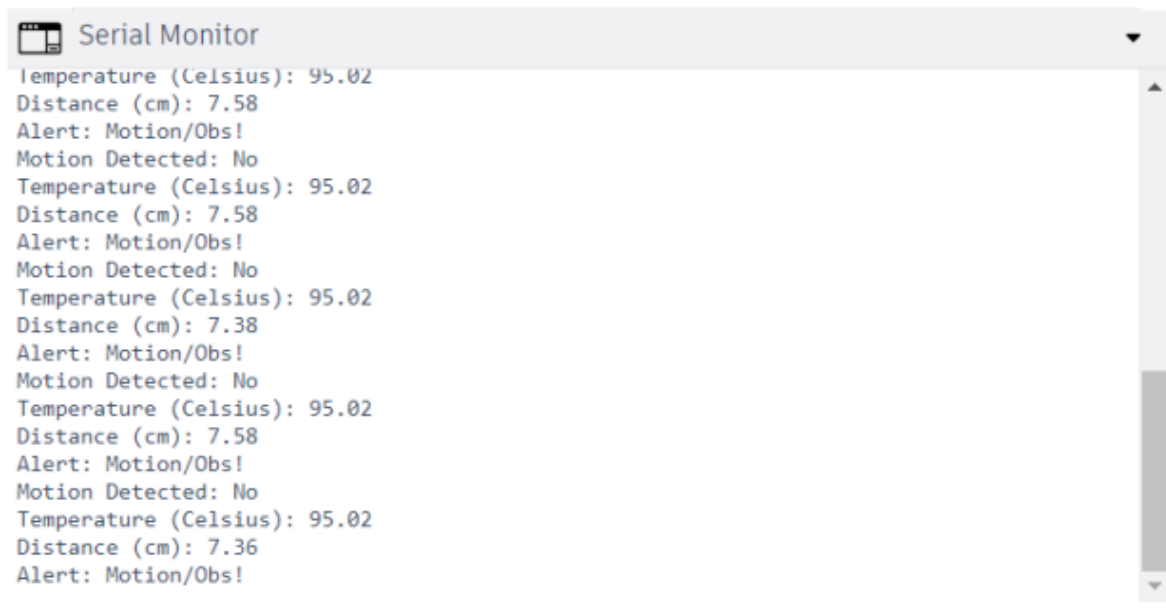 Serial Monitor
Temperature (Celsius): 95.02
Distance (cm): 7.58
Alert: Motion/Obs!
Motion Detected: No
Temperature (Celsius): 95.02
Distance (cm): 7.58
Alert: Motion/Obs!
Motion Detected: No
Temperature (Celsius): 95.02
Distance (cm): 7.38
Alert: Motion/Obs!
Motion Detected: No
Temperature (Celsius): 95.02
Distance (cm): 7.58
Alert: Motion/Obs!
Motion Detected: No
Temperature (Celsius): 95.02
Distance (cm): 7.36
Alert: Motion/Obs!